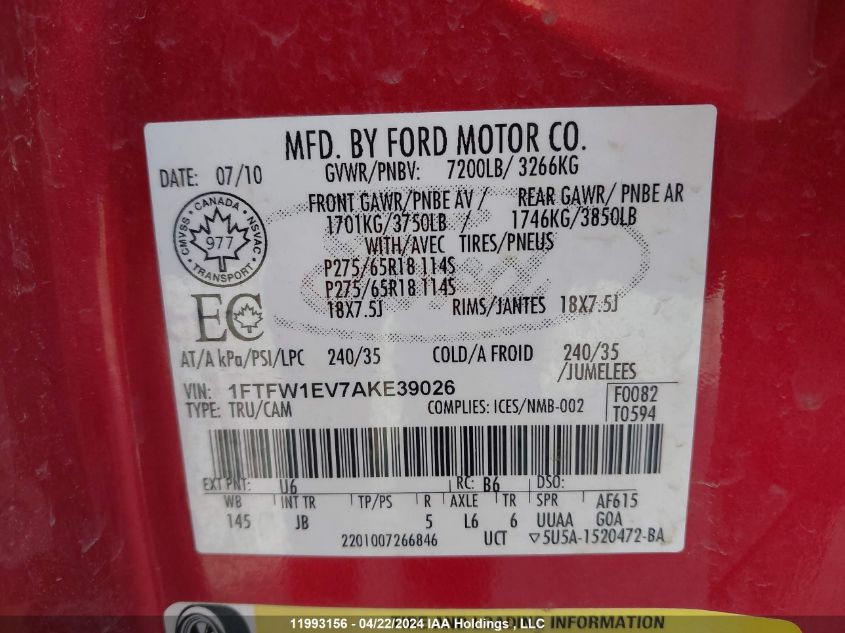 MFD. BY FORD MOTOR CO.
DATE: 07/10
GVWR/PNBV: 7200LB/ 3266KG
FRONT GAWR/PNBE AV / REAR GAWR/ PNBE AR
1701KG/3750LB / 1746KG/3850LB
WITH/AVEC TIRES/PNEUS
P275/65R18 114S
P275/65R18 114S
18X7.5J RIMS/JANTES 18X7.5J
CANADA
CMVSS 977 NSVAC
TRANSPORT
EC
AT/A kPa/PSI/LPC 240/35 COLD/A FROID 240/35
/JUMELEES
VIN: 1FTFW1EV7AKE39026
TYPE: TRU/CAM COMPLIES: ICES/NMB-002
F0082
T0594
EXT PNT: U6 RC: B6 DSO:
WB INT TR TP/PS R AXLE TR SPR AF615
145 JB 5 L6 6 UUAA GOA
2201007266846 UCT ▽5U5A-1520472-BA
INFORMATION
11993156 - 04/22/2024 IAA Holdings , LLC